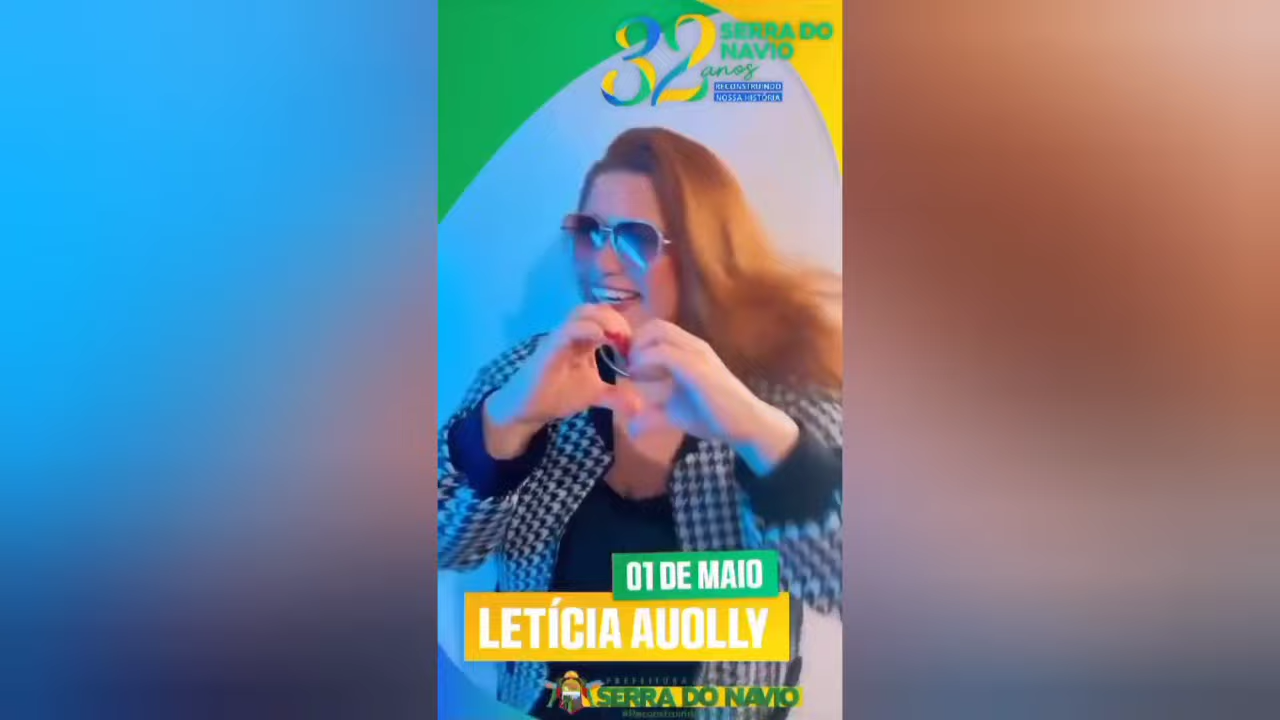 32
SERRA DO
NAVIO
anos
RECONSTRUINDO
NOSSA HISTÓRIA
01 DE MAIO
LETÍCIA AUOLLY
PREFEITURA
SERRA DO NAVIO